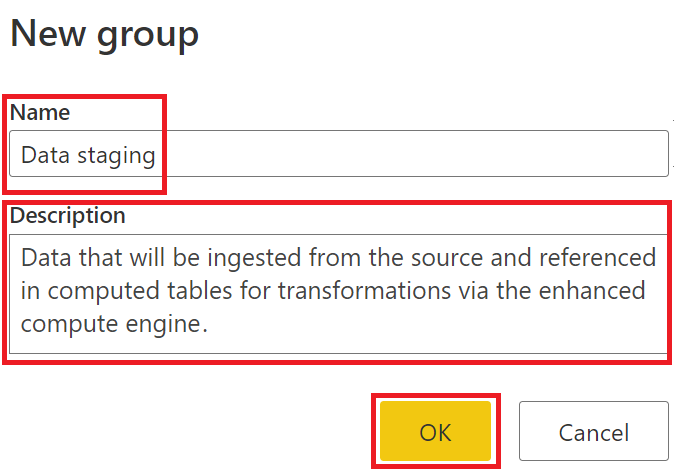 New group
Name
Data staging
Description
Data that will be ingested from the source and referenced
in computed tables for transformations via the enhanced
compute engine.
OK
Cancel